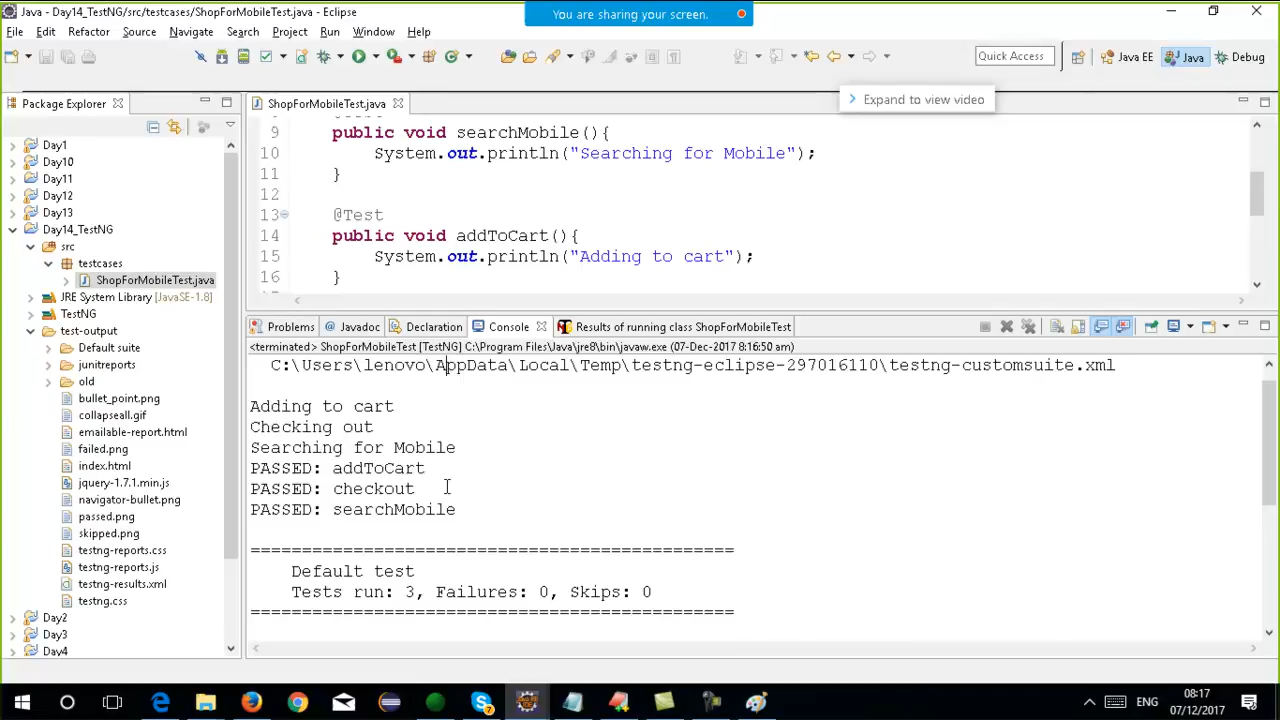 Java - Day14_TestNG/src/testcases/ShopForMobileTest.java - Eclipse
You are sharing your screen.
File Edit Refactor Source Navigate Search Project Run Window Help
Quick Access
Java EE
Java
Debug
Expand to view video
Package Explorer
Day1
Day10
Day11
Day12
Day13
Day14_TestNG
src
testcases
ShopForMobileTest.java
JRE System Library [JavaSE-1.8]
TestNG
test-output
Default suite
junitreports
old
bullet_point.png
collapseall.gif
emailable-report.html
failed.png
index.html
jquery-1.7.1.min.js
navigator-bullet.png
passed.png
skipped.png
testng-reports.css
testng-reports.js
testng-results.xml
testng.css
Day2
Day3
Day4
ShopForMobileTest.java
9 public void searchMobile(){
10 System.out.println("Searching for Mobile");
11 }
12
13 @Test
14 public void addToCart(){
15 System.out.println("Adding to cart");
16 }
Problems Javadoc Declaration Console Results of running class ShopForMobileTest
<terminated> ShopForMobileTest [TestNG] C:\Program Files\Java\jre8\bin\javaw.exe (07-Dec-2017 8:16:50 am)
C:\Users\lenovo\AppData\Local\Temp\testng-eclipse-297016110\testng-customsuite.xml
Adding to cart
Checking out
Searching for Mobile
PASSED: addToCart
PASSED: checkout
PASSED: searchMobile
===============================================
Default test
Tests run: 3, Failures: 0, Skips: 0
===============================================
ENG
08:17
07/12/2017